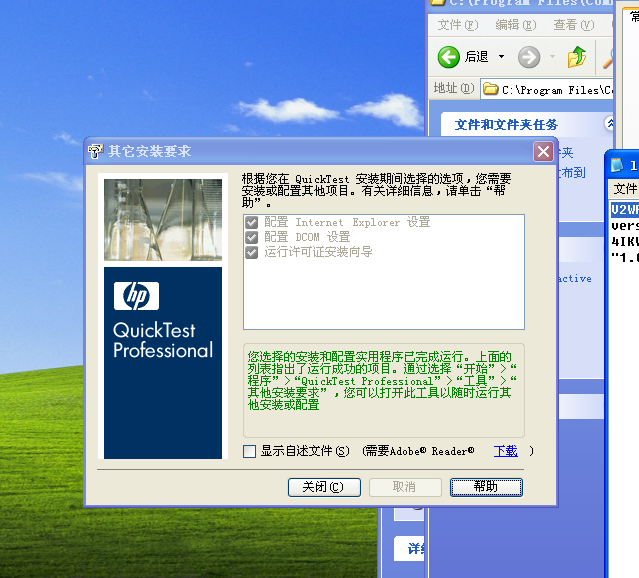 C:\Program Files\Com
文件(F) 编辑(E) 查看(V)
后退
地址(D) C:\Program Files\Co
文件和文件夹任务
件夹
布到
active
详细
常
文件
V2WR
vers
4IKV
"1.0
其它安装要求
hp
QuickTest
Professional
根据您在 QuickTest 安装期间选择的选项，您需要
安装或配置其他项目。有关详细信息，请单击“帮
助”。
配置 Internet Explorer 设置
配置 DCOM 设置
运行许可证安装向导
您选择的安装和配置实用程序已完成运行。上面的
列表指出了运行成功的项目。通过选择“开始”>“
程序”>“QuickTest Professional”>“工具”>“
其他安装要求”，您可以打开此工具以随时运行其
他安装或配置
显示自述文件(S) (需要Adobe® Reader® 下载 )
关闭(C) 取消 帮助